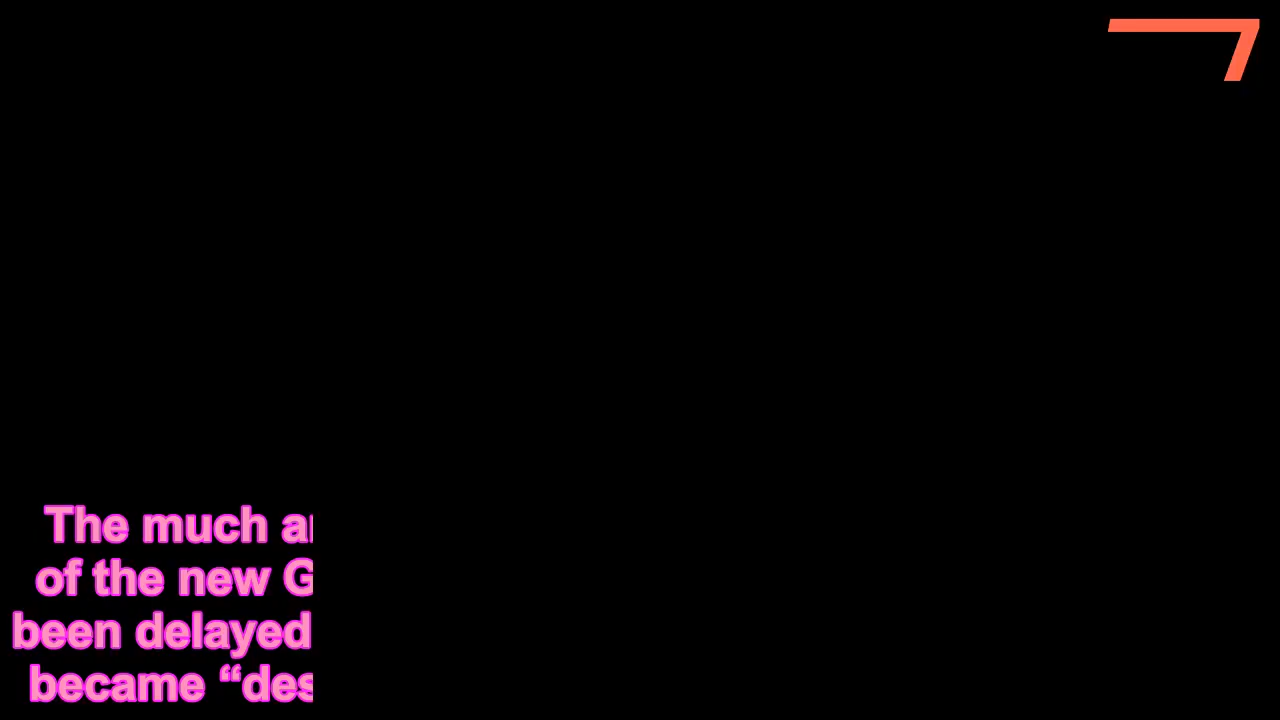 The much
of the new
been delayed
became “des